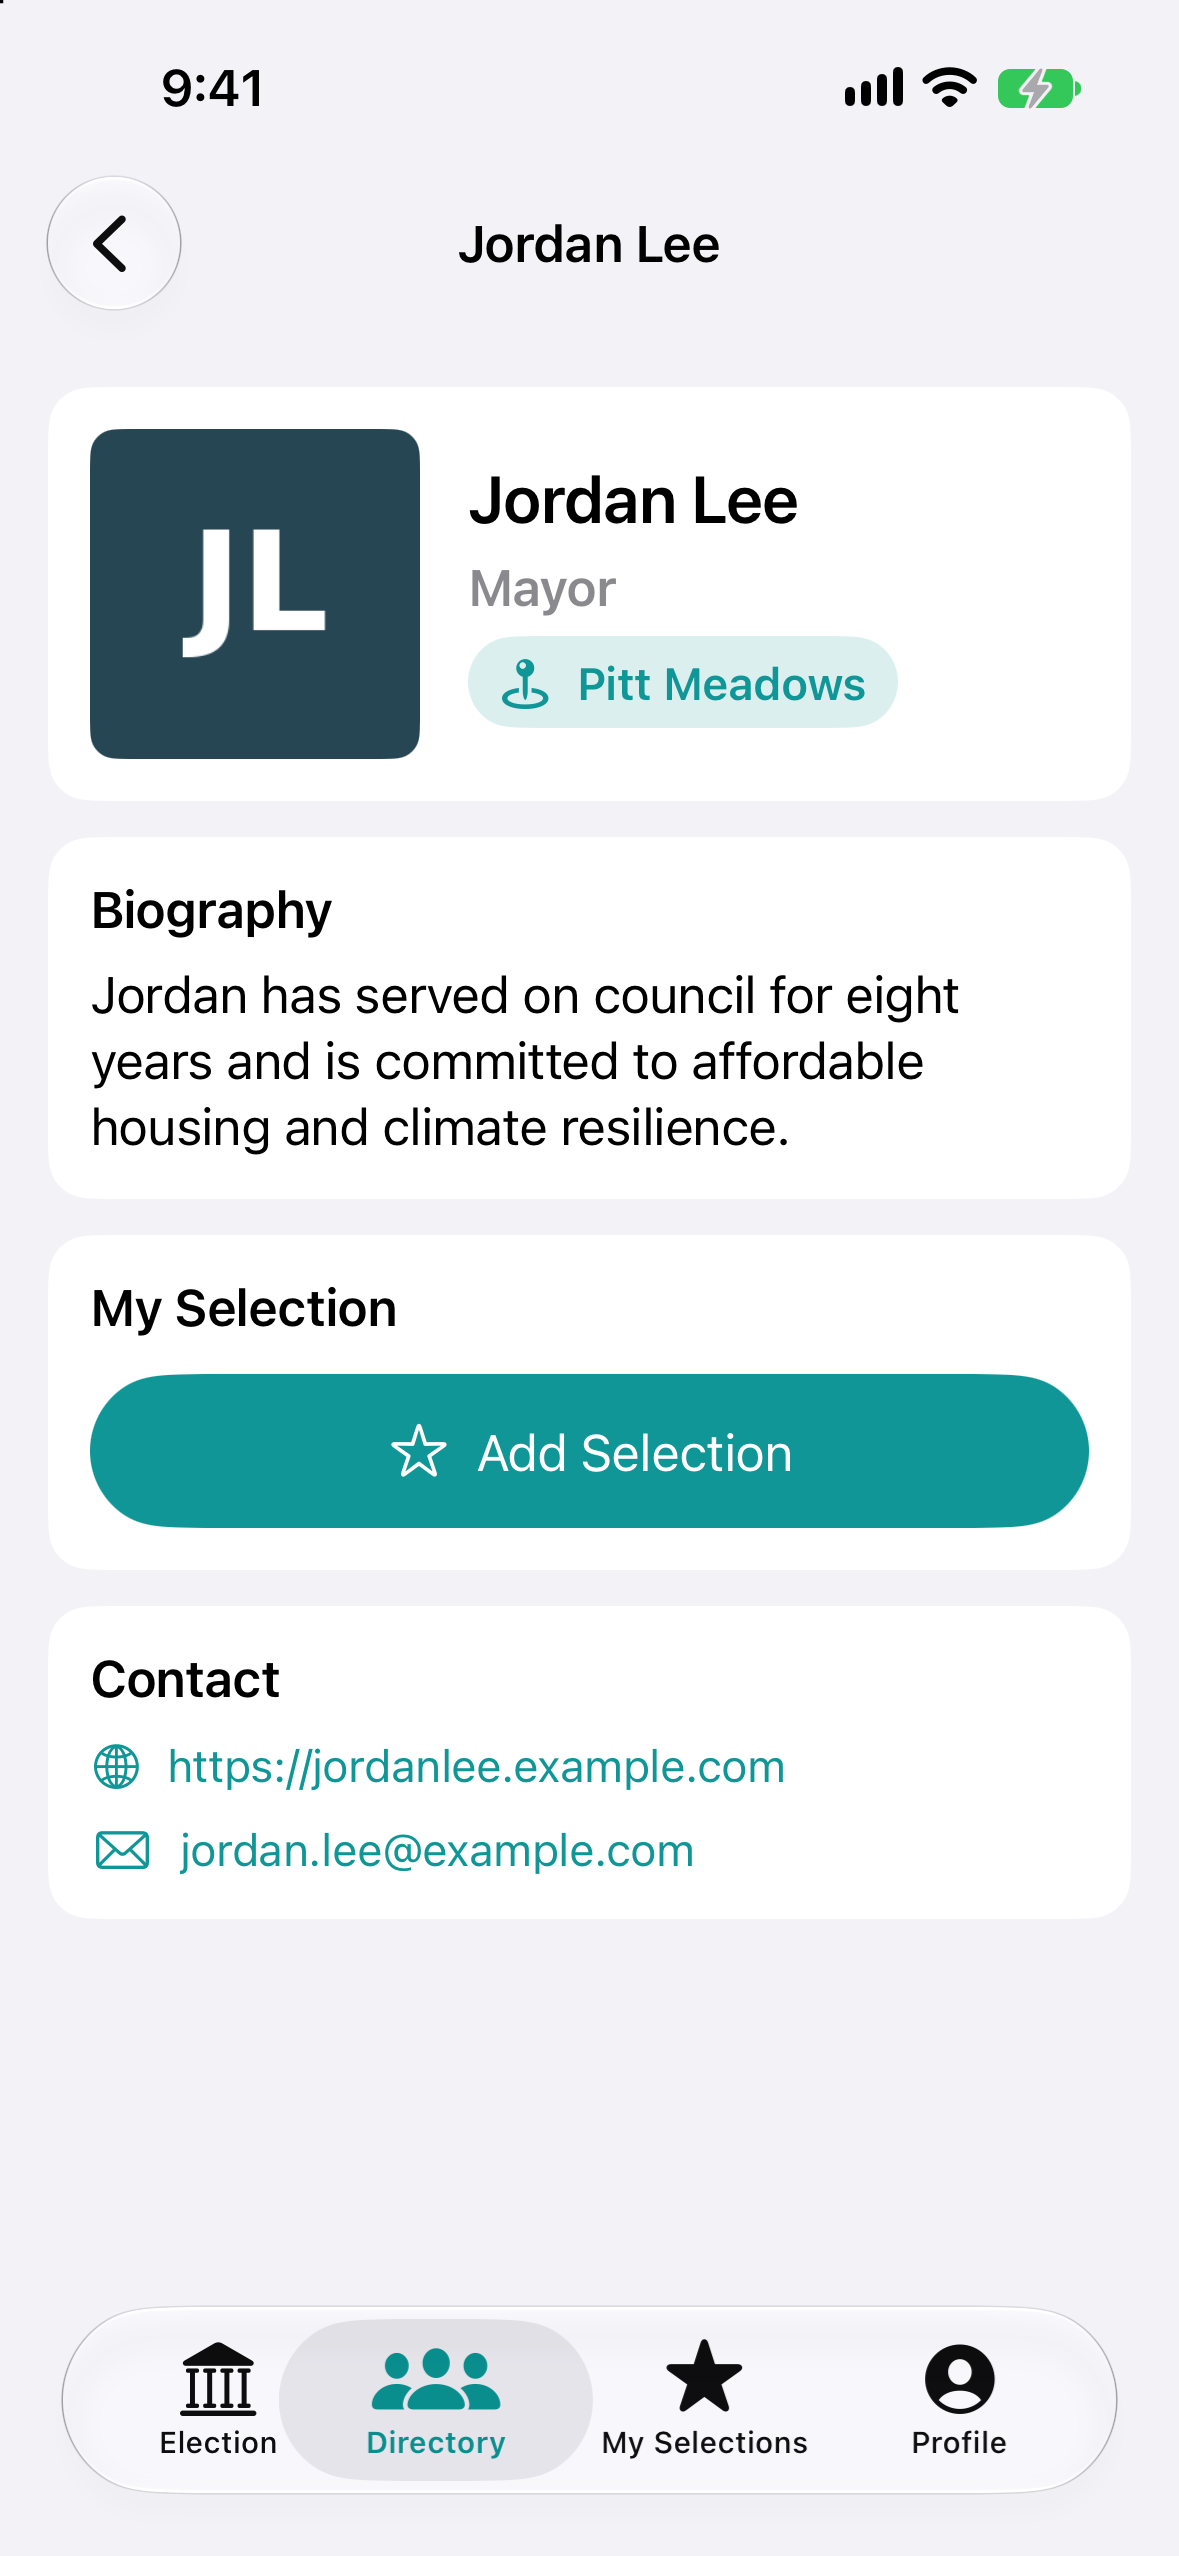 9:41
Jordan Lee
JL
Jordan Lee
Mayor
Pitt Meadows
Biography
Jordan has served on council for eight
years and is committed to affordable
housing and climate resilience.
My Selection
Add Selection
Contact
https://jordanlee.example.com
jordan.lee@example.com
Election
Directory
My Selections
Profile